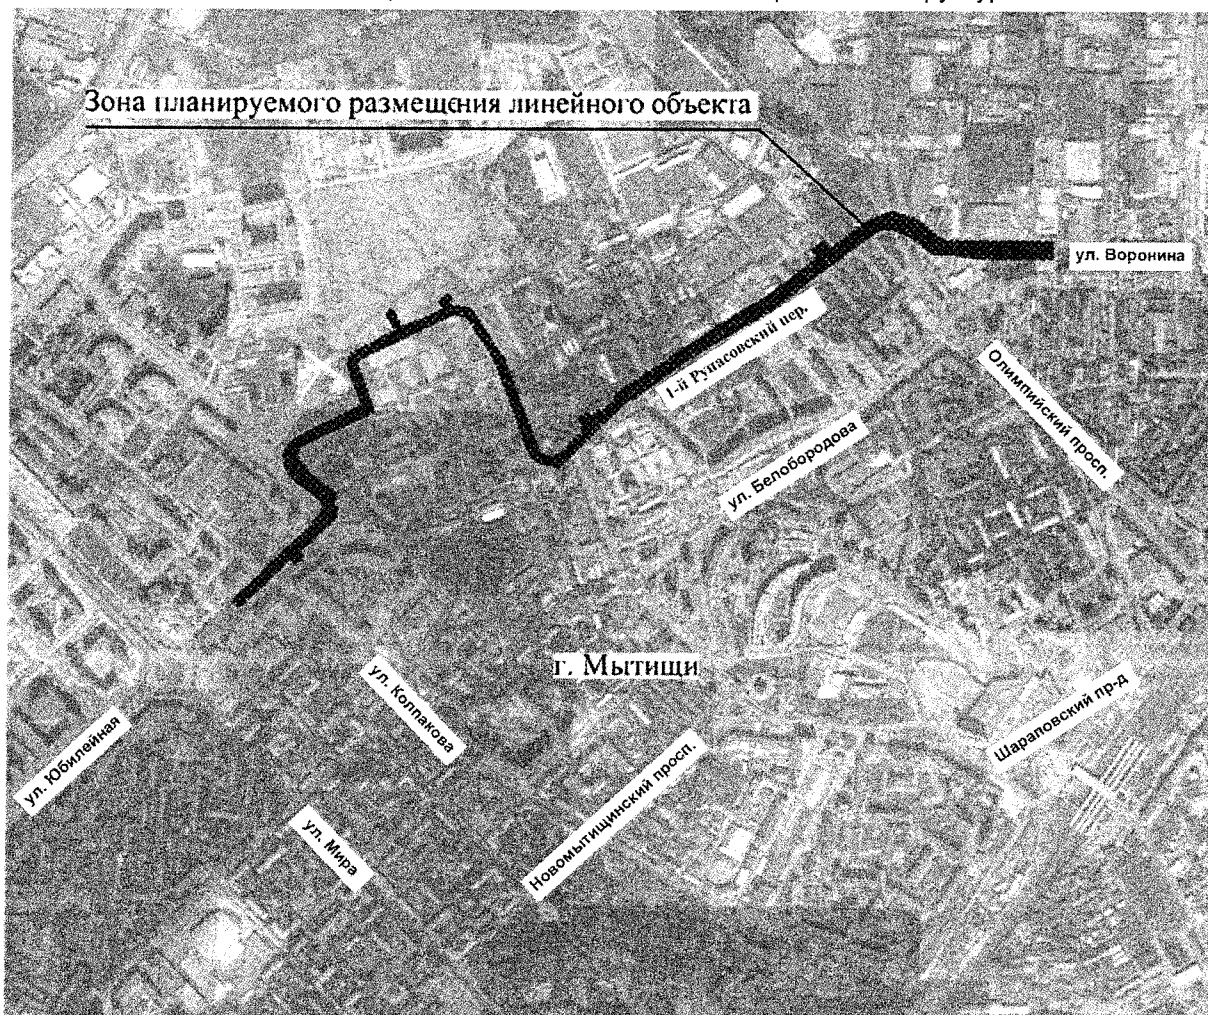 Зона планируемого размещения линейного объекта
ул. Воронина
1-й Рупасовский пер.
Олимпийский просп.
ул. Белобородова
г. Мытищи
ул. Колпакова
Шараповский пр-д
ул. Юбилейная
Новомытищинский просп.
ул. Мира